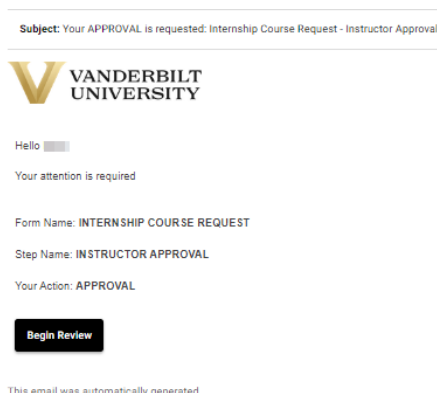 Subject: Your APPROVAL is requested: Internship Course Request - Instructor Approval
VANDERBILT
UNIVERSITY
Hello
Your attention is required
Form Name: INTERNSHIP COURSE REQUEST
Step Name: INSTRUCTOR APPROVAL
Your Action: APPROVAL
Begin Review
This email was automatically generated